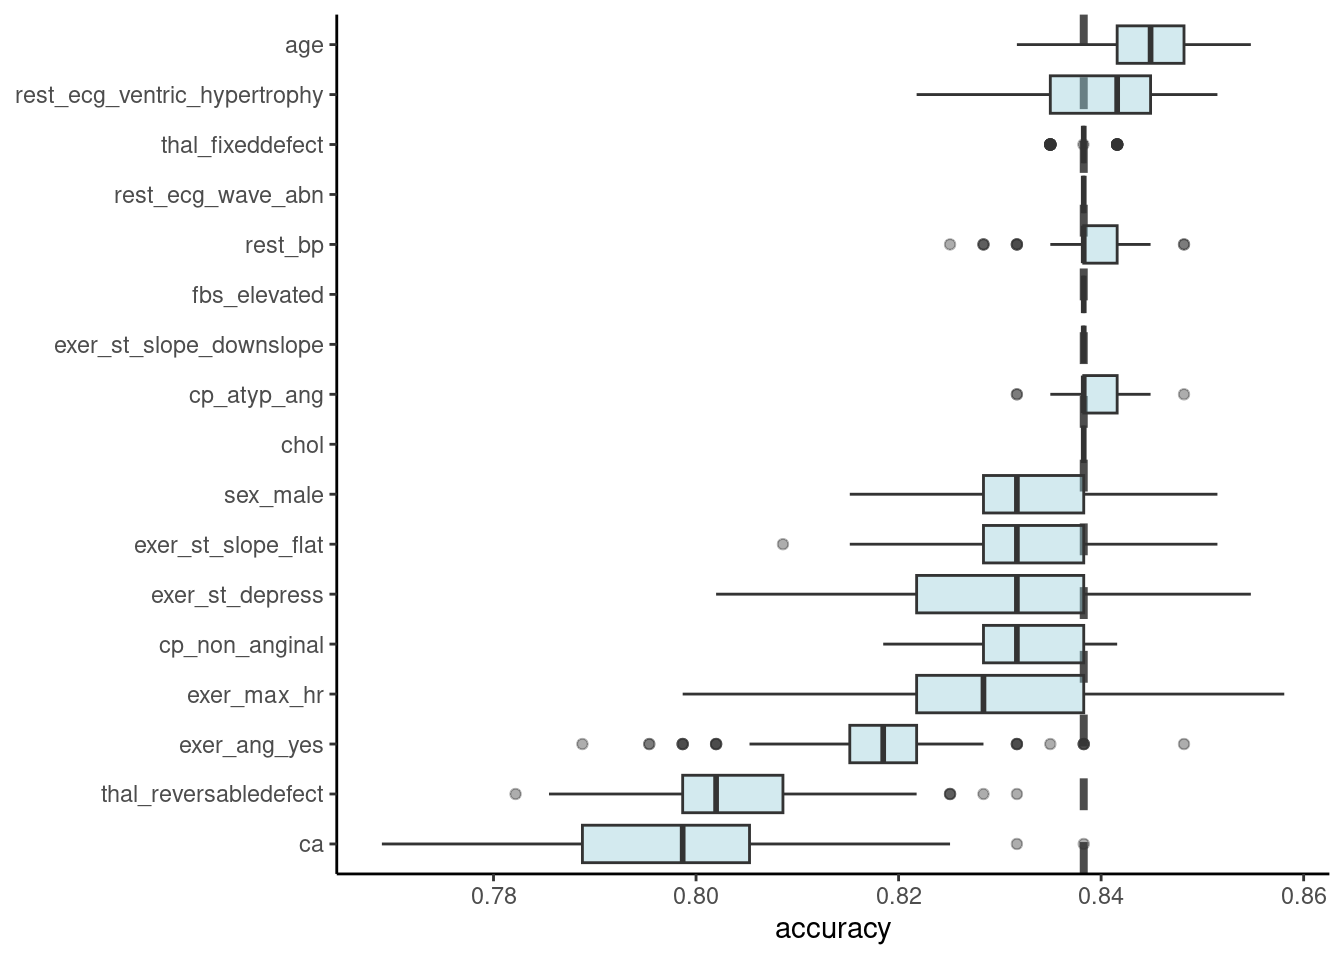 age
rest_ecg_ventric_hypertrophy
thal_fixeddefect
rest_ecg_wave_abn
rest_bp
fbs_elevated
exer_st_slope_downslope
cp_atyp_ang
chol
sex_male
exer_st_slope_flat
exer_st_depress
cp_non_anginal
exer_max_hr
exer_ang_yes
thal_reversabledefect
ca
0.78 0.80 0.82 0.84 0.86
accuracy